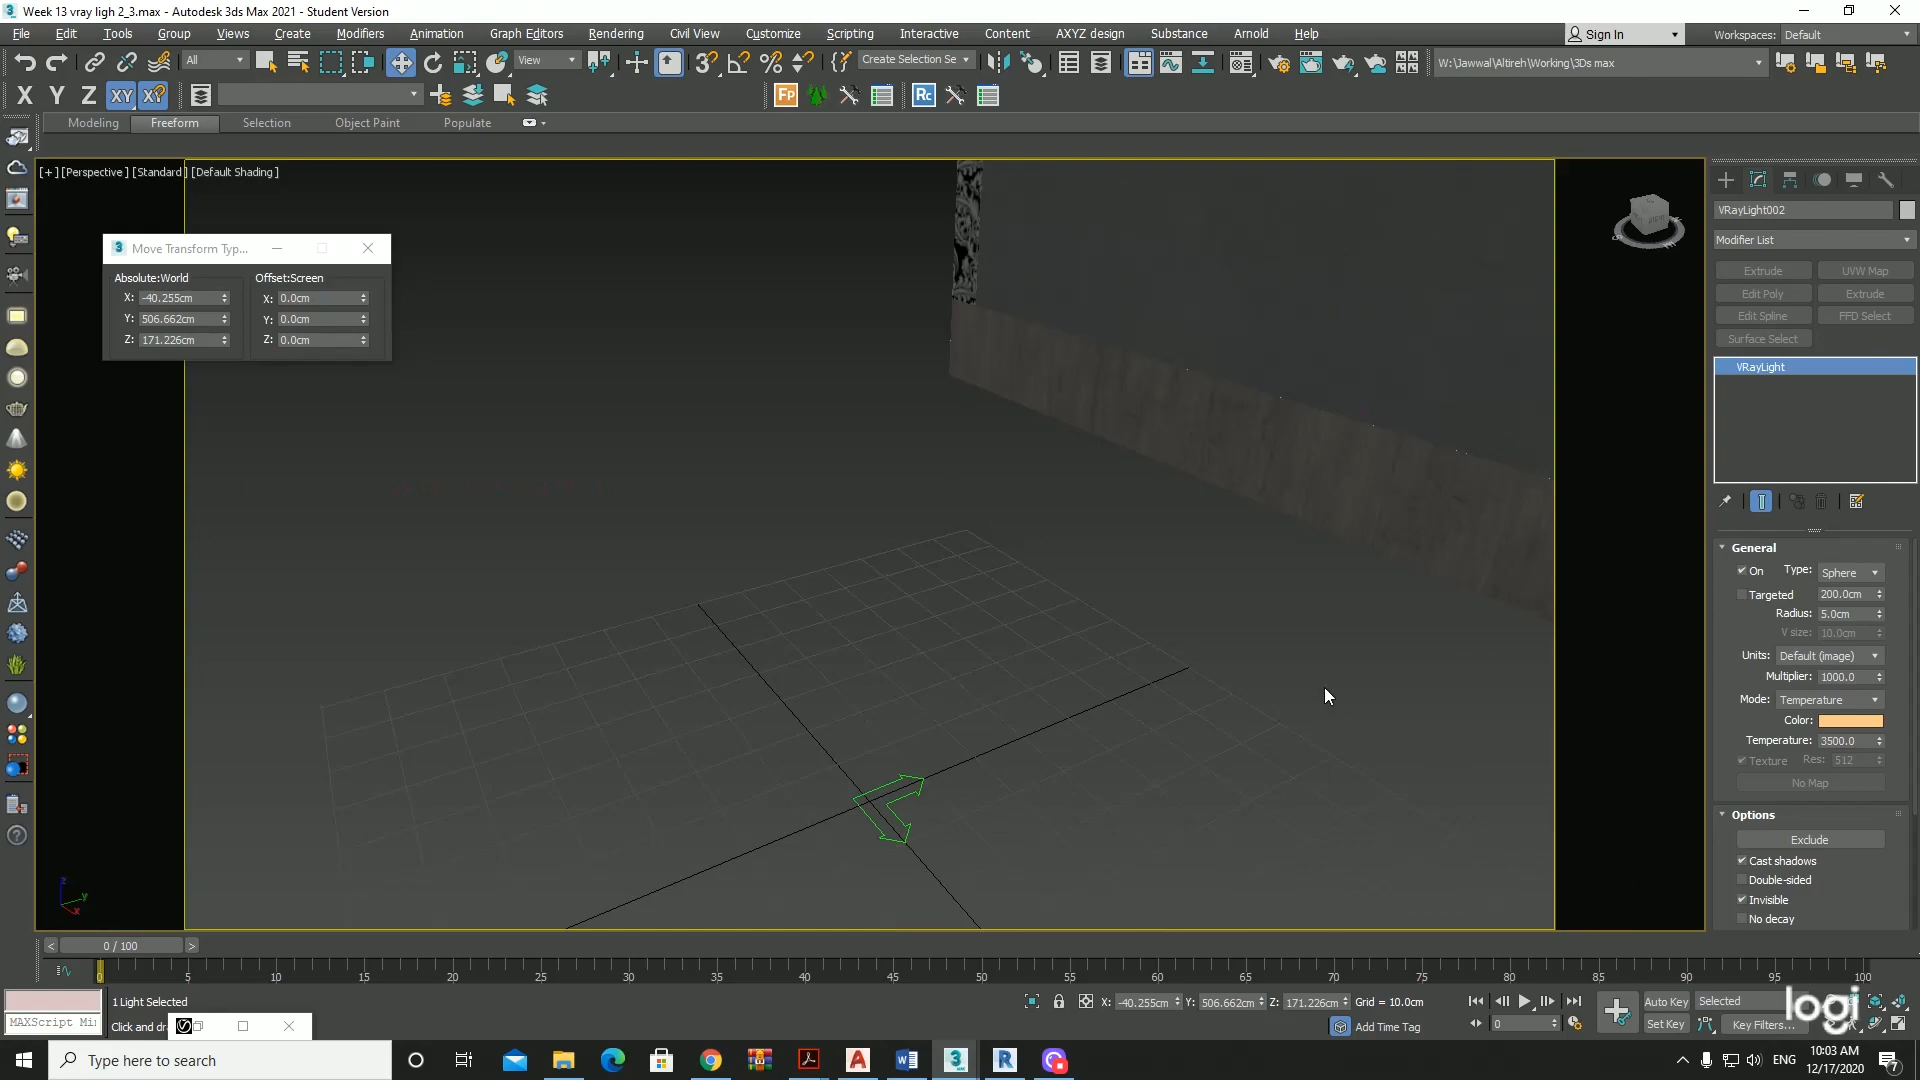 Week 13 vray ligh 2_3.max - Autodesk 3ds Max 2021 - Student Version
File Edit Tools Group Views Create Modifiers Animation Graph Editors Rendering Civil View Customize Scripting Interactive Content AXYZ design Substance Arnold Help Sign In Workspaces: Default
All View Create Selection Se W:\Jawwal\Altireh\Working\3Ds max
X Y Z XY XY Fp Rc
Modeling Freeform Selection Object Paint Populate
[+] [Perspective ] [Standard ] [Default Shading ]
Move Transform Typ...
Absolute:World Offset:Screen
X: -40.255cm X: 0.0cm
Y: 506.662cm Y: 0.0cm
Z: 171.226cm Z: 0.0cm
VRayLight002
Modifier List
Extrude UVW Map
Edit Poly Extrude
Edit Spline FFD Select
Surface Select
VRayLight
General
On Type: Sphere
Targeted 200.0cm
Radius: 5.0cm
V size: 10.0cm
Units: Default (image)
Multiplier: 1000.0
Mode: Temperature
Color:
Temperature: 3500.0
Texture Res: 512
No Map
Options
Exclude
Cast shadows
Double-sided
Invisible
No decay
z y x
< 0 / 100 >
0 5 10 15 20 25 30 35 40 45 50 55 60 65 70 75 80 85 90 95 100
1 Light Selected X: -40.255cm Y: 506.662cm Z: 171.226cm Grid = 10.0cm Auto Key Selected
MAXScript Mi Click and dr Add Time Tag 0 Set Key Key Filters...
logi
Type here to search ENG 10:03 AM
12/17/2020 7